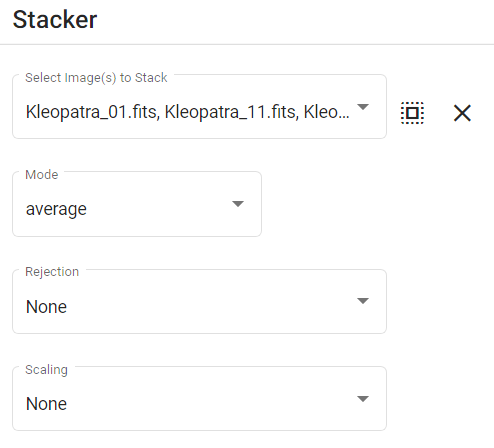 Stacker
Select Image(s) to Stack
Kleopatra_01.fits, Kleopatra_11.fits, Kleo...
Mode
average
Rejection
None
Scaling
None